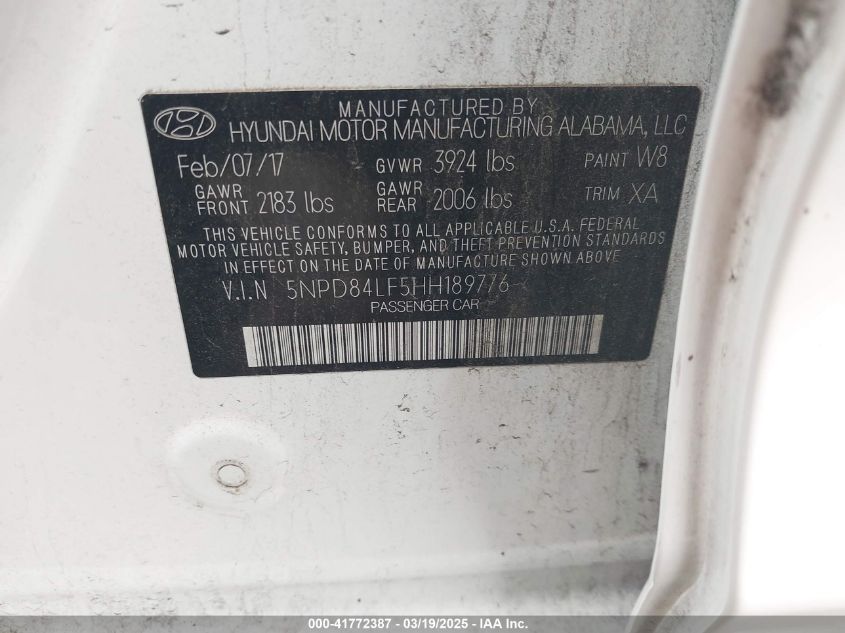 MANUFACTURED BY
HYUNDAI MOTOR MANUFACTURING ALABAMA, LLC
Feb/07/17 GVWR 3924 lbs PAINT W8
GAWR FRONT 2183 lbs GAWR REAR 2006 lbs TRIM XA
THIS VEHICLE CONFORMS TO ALL APPLICABLE U.S.A. FEDERAL
MOTOR VEHICLE SAFETY, BUMPER, AND THEFT PREVENTION STANDARDS
IN EFFECT ON THE DATE OF MANUFACTURE SHOWN ABOVE
V.I.N 5NPD84LF5HH189776
PASSENGER CAR
000-41772387 - 03/19/2025 - IAA Inc.